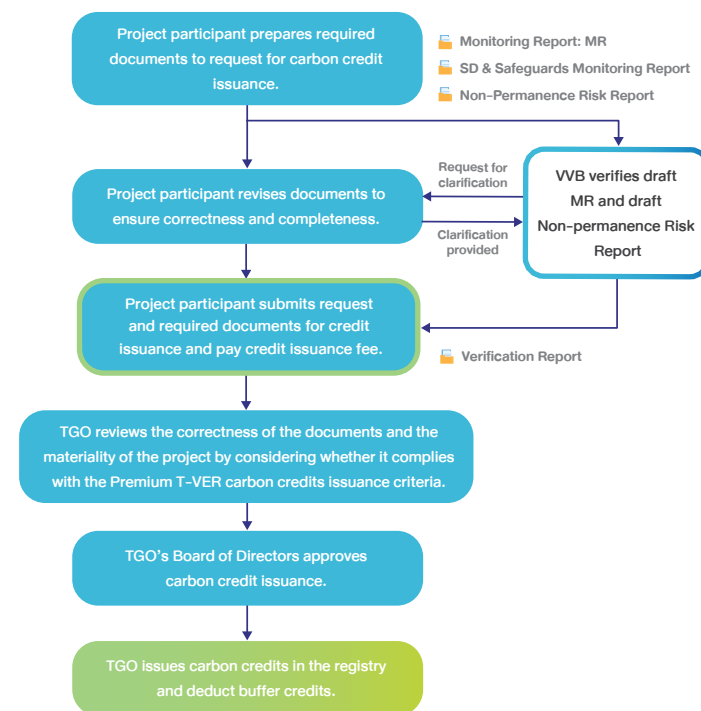 Project participant prepares required
documents to request for carbon credit
issuance.
Monitoring Report: MR
SD & Safeguards Monitoring Report
Non-Permanence Risk Report
Project participant revises documents to
ensure correctness and completeness.
Request for
clarification
Clarification
provided
VVB verifies draft
MR and draft
Non-permanence Risk
Report
Project participant submits request
and required documents for credit
issuance and pay credit issuance fee.
Verification Report
TGO reviews the correctness of the documents and the
materiality of the project by considering whether it complies
with the Premium T-VER carbon credits issuance criteria.
TGO's Board of Directors approves
carbon credit issuance.
TGO issues carbon credits in the registry
and deduct buffer credits.